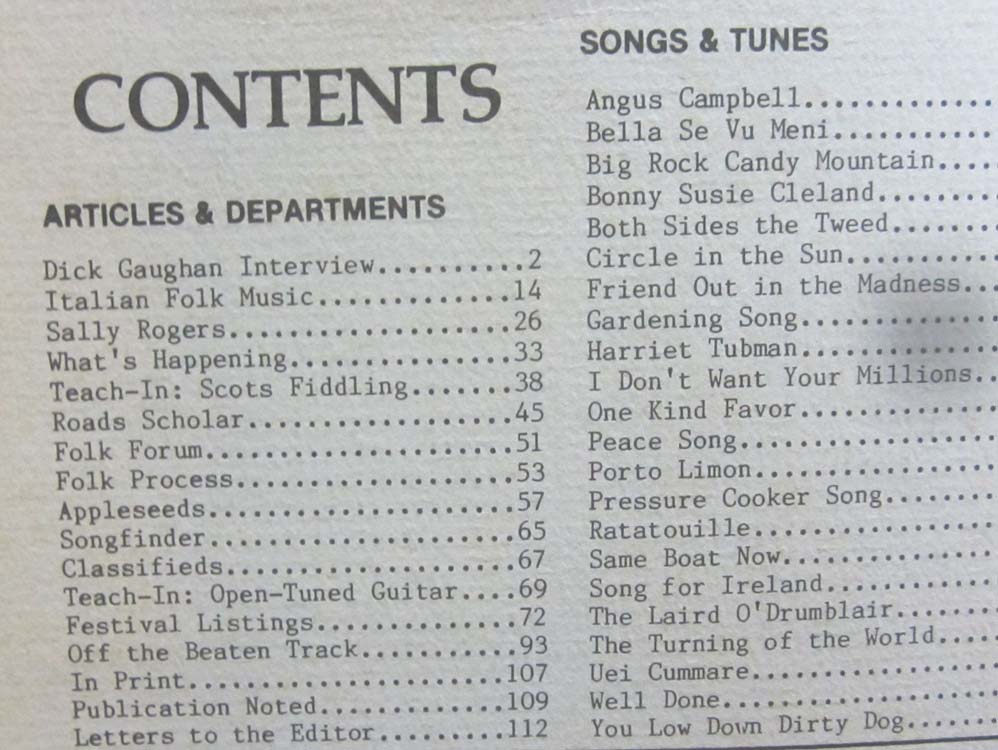 CONTENTS
ARTICLES & DEPARTMENTS
Dick Gaughan Interview..........2
Italian Folk Music.............14
Sally Rogers...................26
What's Happening...............33
Teach-In: Scots Fiddling.......38
Roads Scholar..................45
Folk Forum.....................51
Folk Process...................53
Appleseeds.....................57
Songfinder.....................65
Classifieds....................67
Teach-In: Open-Tuned Guitar....69
Festival Listings..............72
Off the Beaten Track...........93
In Print......................107
Publication Noted.............109
Letters to the Editor.........112
SONGS & TUNES
Angus Campbell.............
Bella Se Vu Meni...........
Big Rock Candy Mountain....
Bonny Susie Cleland........
Both Sides the Tweed.......
Circle in the Sun..........
Friend Out in the Madness...
Gardening Song.............
Harriet Tubman.............
I Don't Want Your Millions..
One Kind Favor.............
Peace Song.................
Porto Limon................
Pressure Cooker Song.......
Ratatouille................
Same Boat Now..............
Song for Ireland...........
The Laird O'Drumblair.......
The Turning of the World....
Uei Cummare................
Well Done..................
You Low Down Dirty Dog......